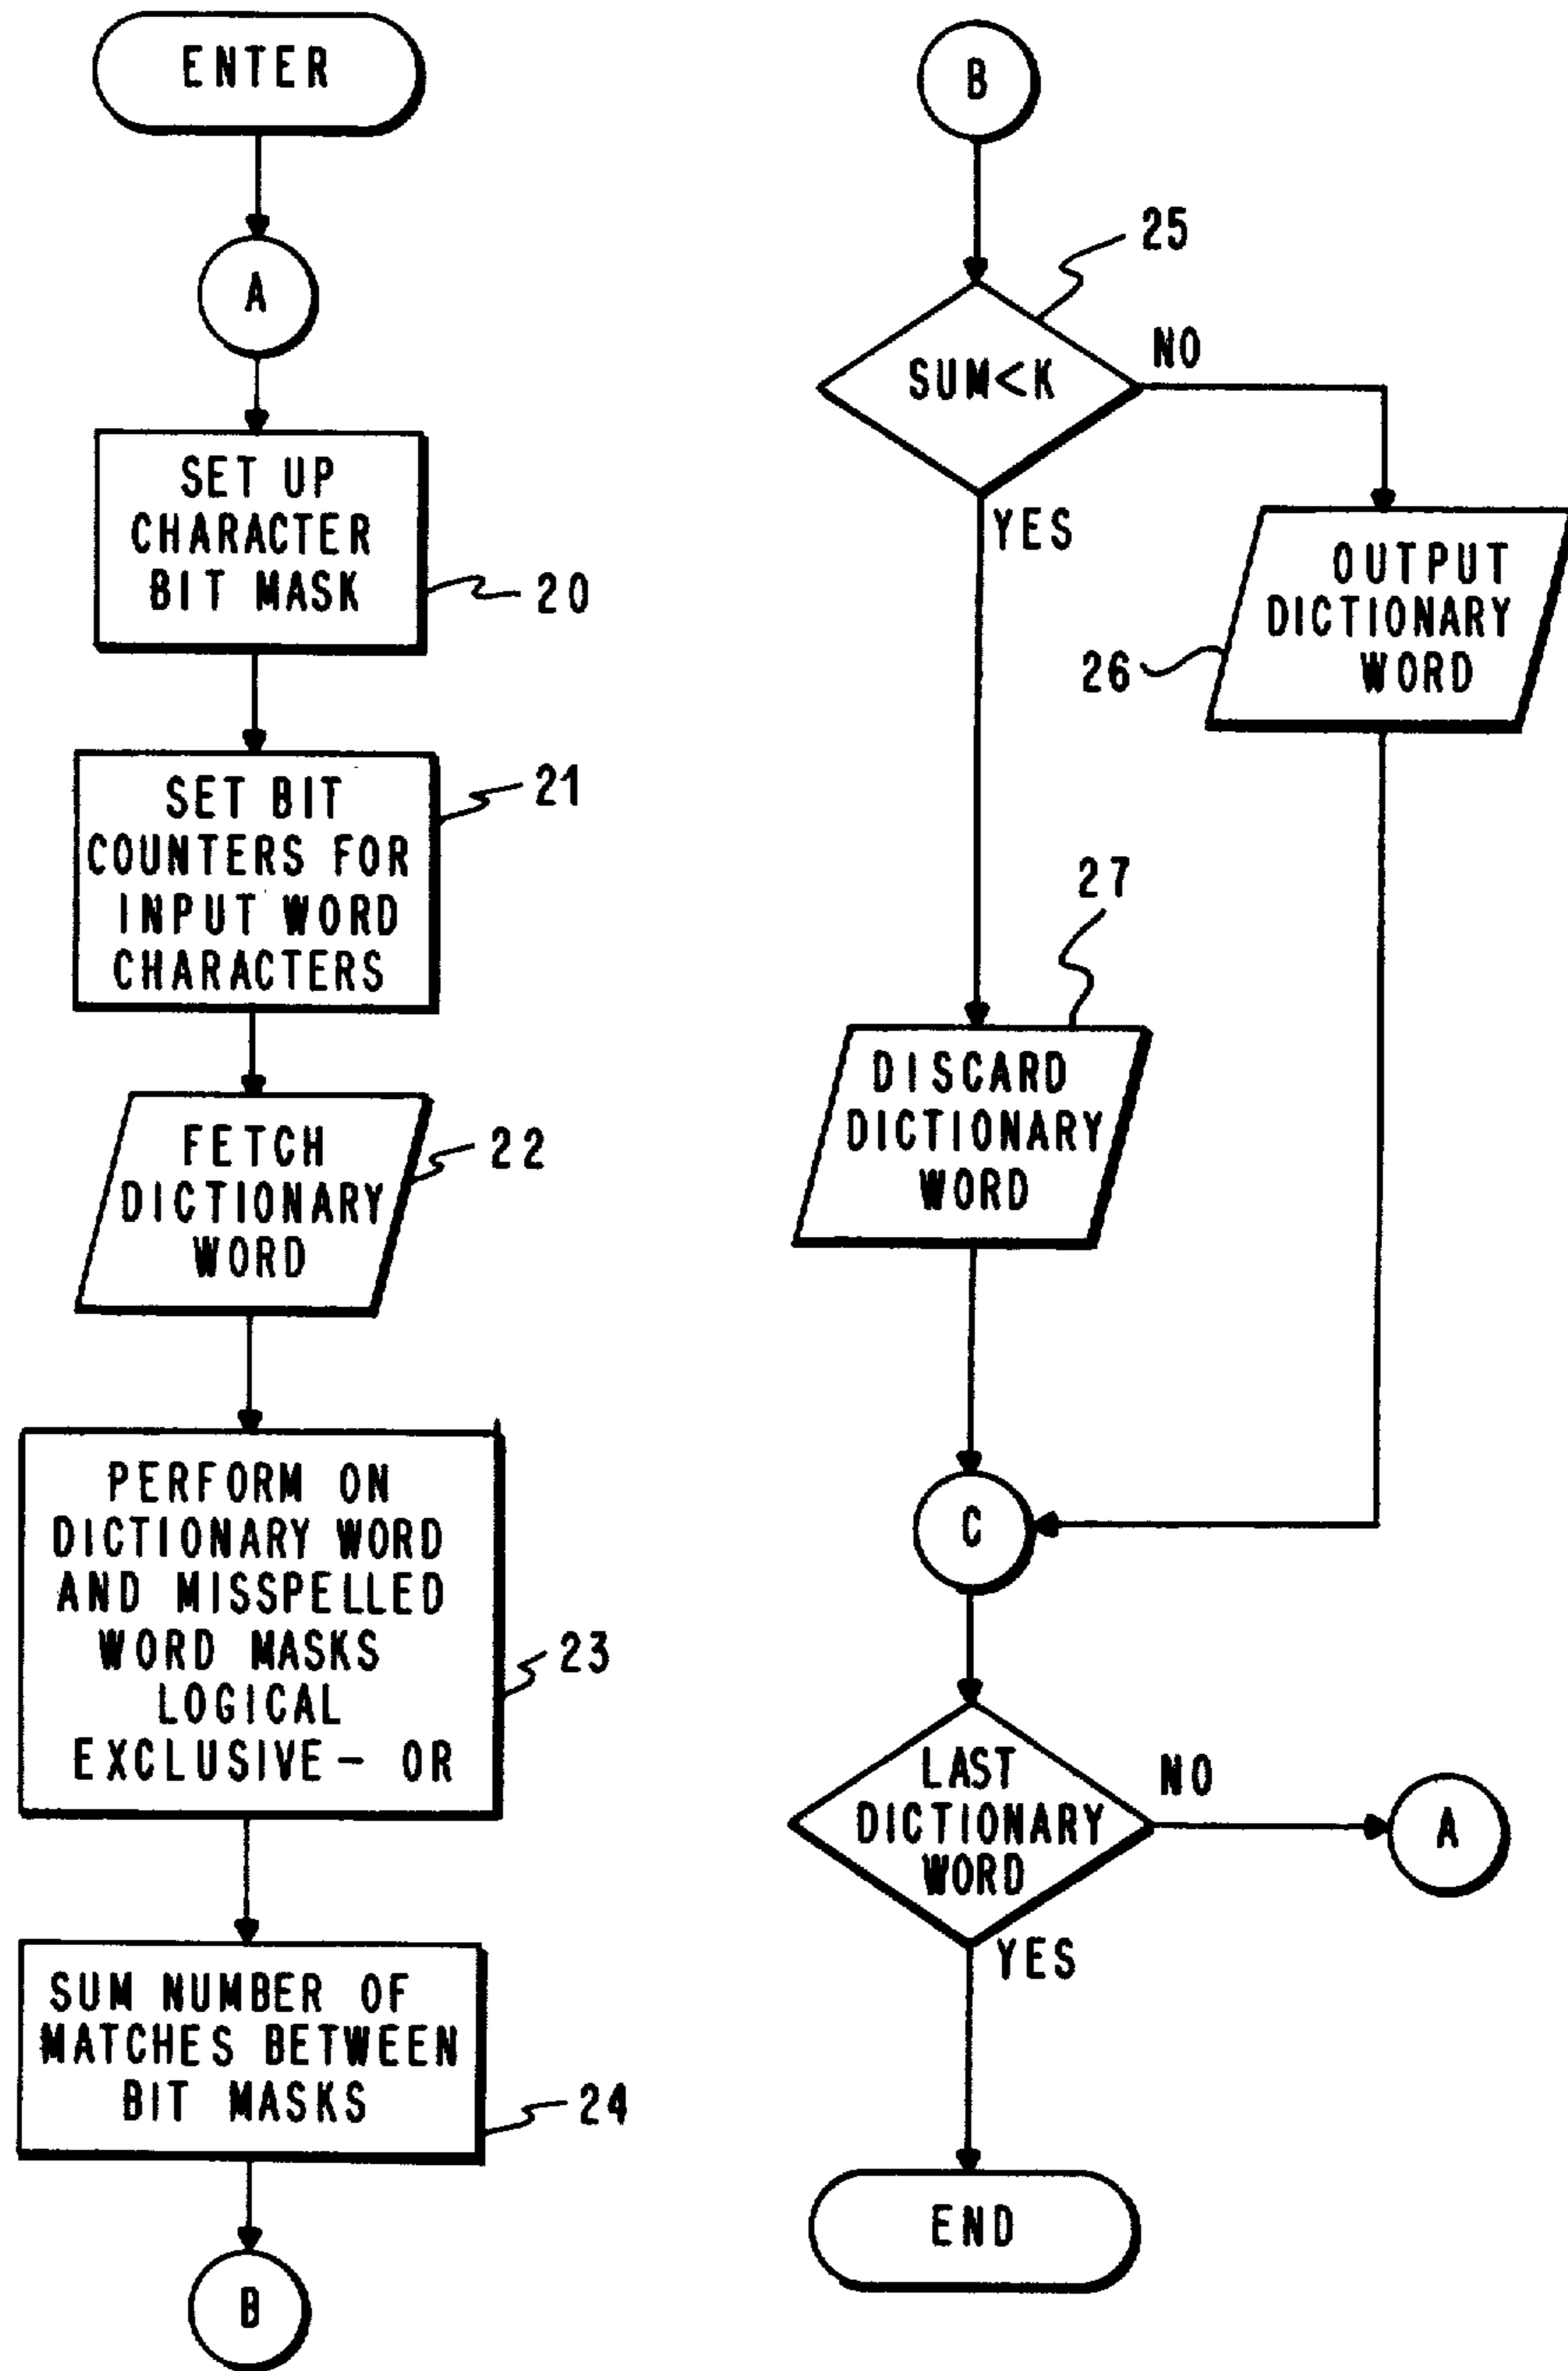 ENTER
A
SET UP
CHARACTER
BIT MASK
20
SET BIT
COUNTERS FOR
INPUT WORD
CHARACTERS
21
FETCH
DICTIONARY
WORD
22
PERFORM ON
DICTIONARY WORD
AND MISSPELLED
WORD MASKS
LOGICAL
EXCLUSIVE - OR
23
SUM NUMBER OF
MATCHES BETWEEN
BIT MASKS
24
B
B
25
SUM<K
NO
YES
OUTPUT
DICTIONARY
WORD
26
27
DISCARD
DICTIONARY
WORD
C
LAST
DICTIONARY
WORD
NO
A
YES
END